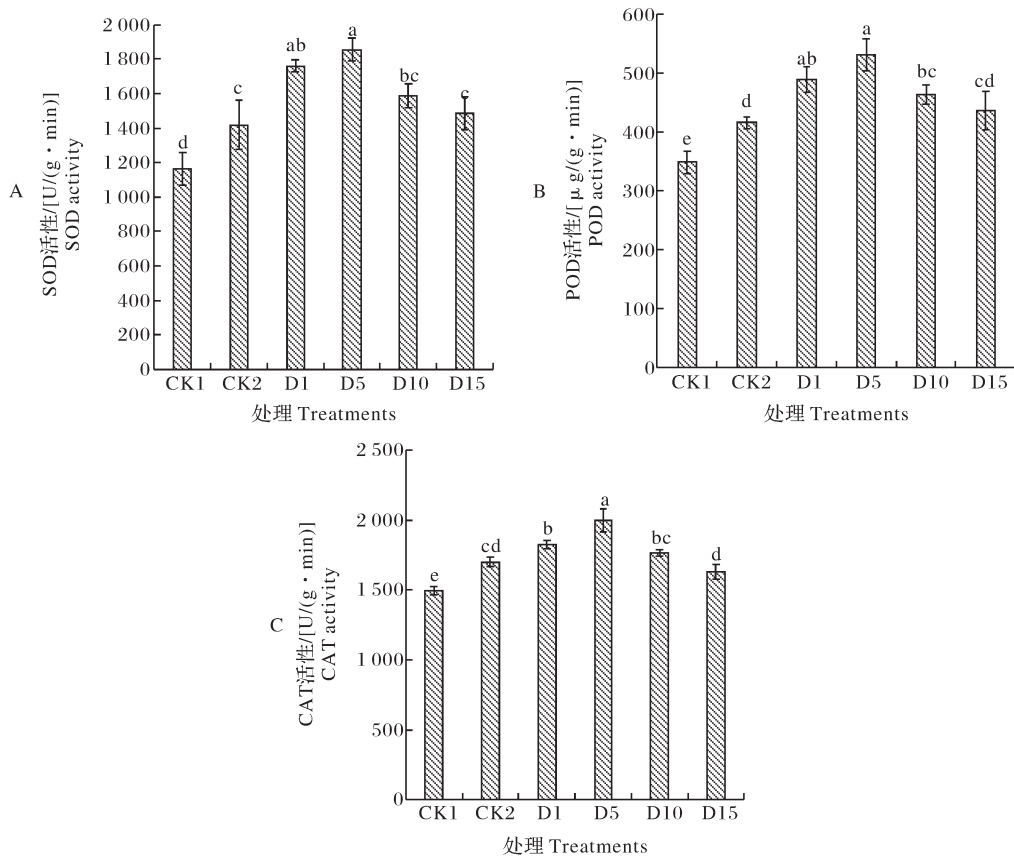 A
SOD活性/[U/(g·min)]
SOD activity
2 000
1 800
1 600
1 400
1 200
1 000
800
600
400
200
0
d
c
ab
a
bc
c
CK1 CK2 D1 D5 D10 D15
处理 Treatments
B
POD活性/[μg/(g·min)]
POD activity
600
500
400
300
200
100
0
e
d
ab
a
bc
cd
CK1 CK2 D1 D5 D10 D15
处理 Treatments
C
CAT活性/[U/(g·min)]
CAT activity
2 500
2 000
1 500
1 000
500
0
e
cd
b
a
bc
d
CK1 CK2 D1 D5 D10 D15
处理 Treatments